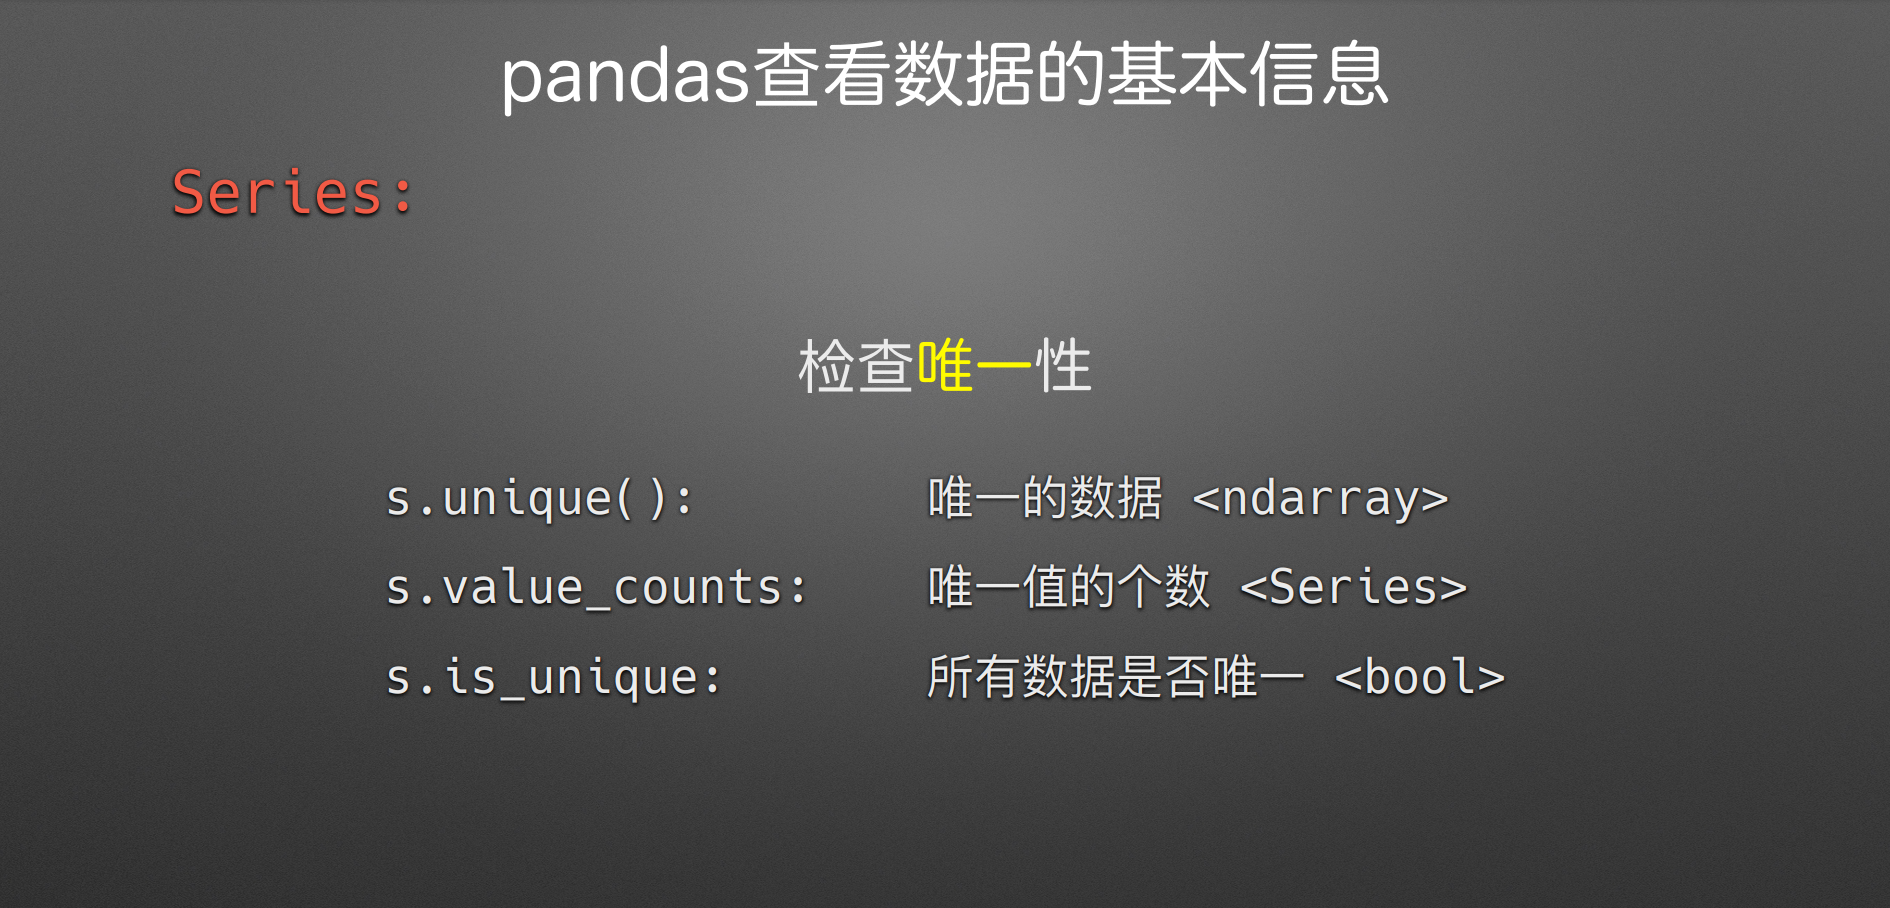 pandas查看数据的基本信息
Series:
检查唯一性
s.unique(): 唯一的数据 <ndarray>
s.value_counts: 唯一值的个数 <Series>
s.is_unique: 所有数据是否唯一 <bool>